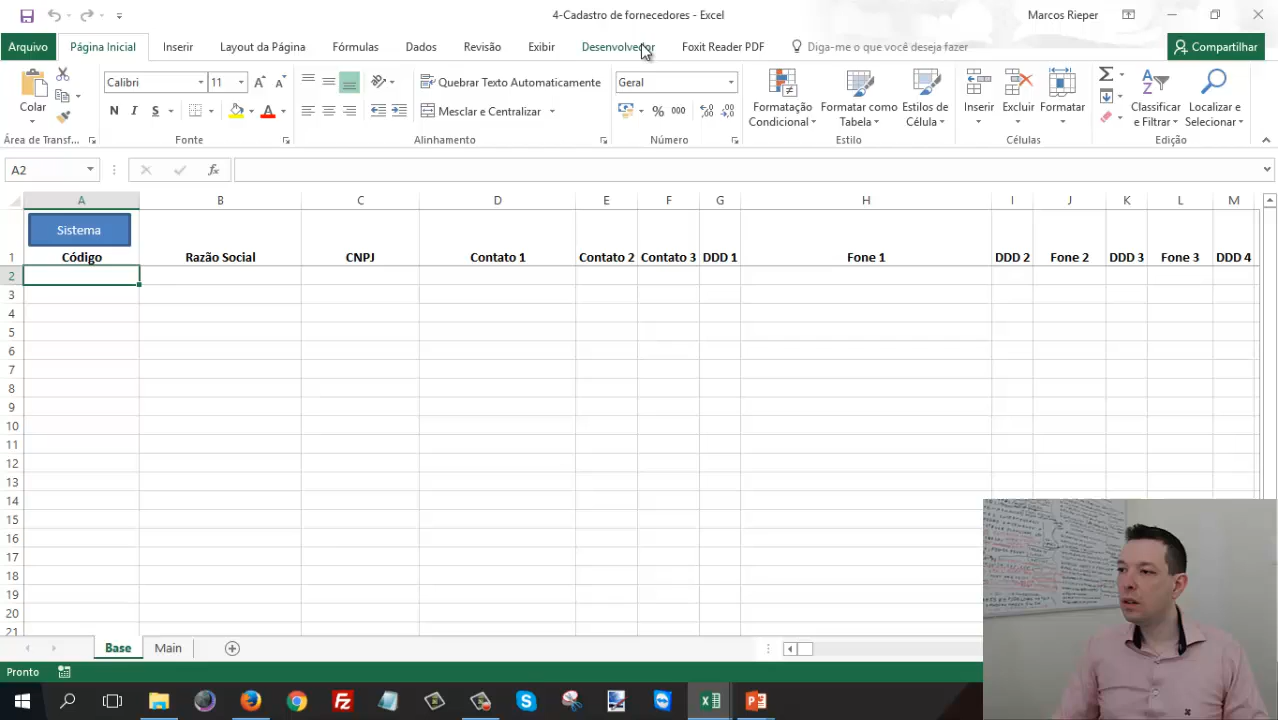 4-Cadastro de fornecedores - Excel
Marcos Rieper
Arquivo Página Inicial Inserir Layout da Página Fórmulas Dados Revisão Exibir Desenvolvedor Foxit Reader PDF Diga-me o que você deseja fazer Compartilhar
Colar
Calibri 11
N I S
Quebrar Texto Automaticamente
Mesclar e Centralizar
Geral
% 000
Formatação Condicional
Formatar como Tabela
Estilos de Célula
Inserir Excluir Formatar
Classificar e Filtrar
Localizar e Selecionar
Área de Transf... Fonte Alinhamento Número Estilo Células Edição
A2 fx
A B C D E F G H I J K L M
Sistema
1 Código Razão Social CNPJ Contato 1 Contato 2 Contato 3 DDD 1 Fone 1 DDD 2 Fone 2 DDD 3 Fone 3 DDD 4
2
3
4
5
6
7
8
9
10
11
12
13
14
15
16
17
18
19
20
21
Base Main
Pronto